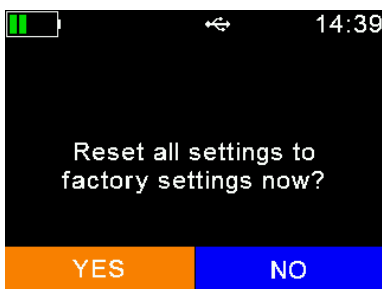 14:39
Reset all settings to
factory settings now?
YES NO